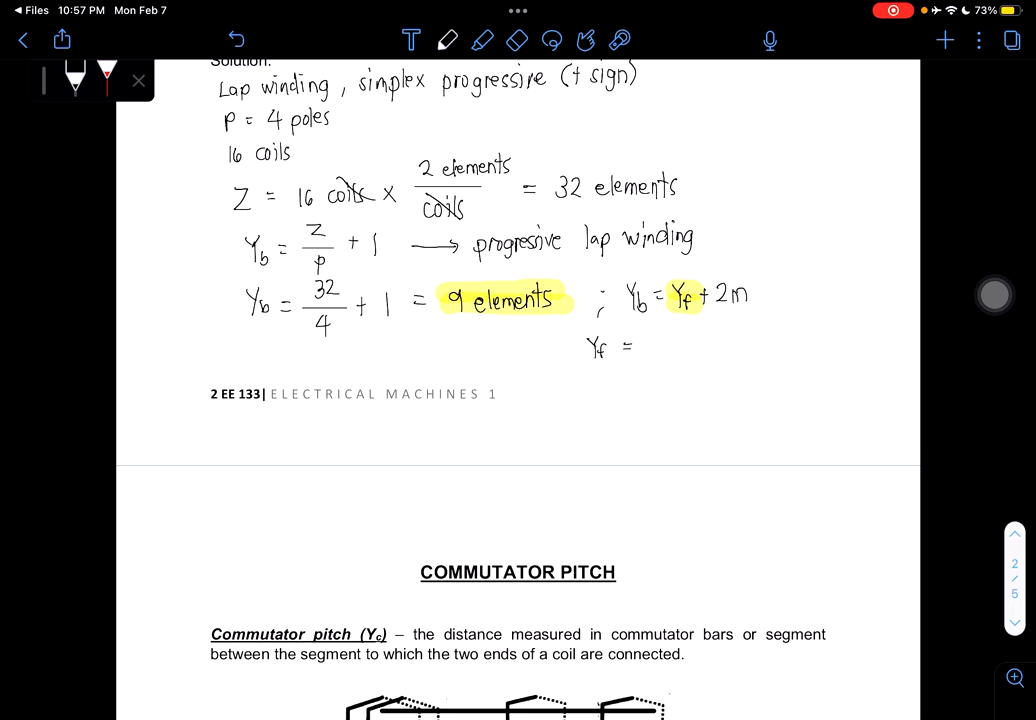 Files 10:57 PM Mon Feb 7 73%
Solution:
Lap winding, simplex progressive (+ sign)
P = 4 poles
16 coils
Z = 16 coils x 2 elements / coils = 32 elements
Yb = Z / P + 1 → progresive lap winding
Yb = 32 / 4 + 1 = 9 elements ; Yb = Yf + 2m
Yf =
2 EE 133| ELECTRICAL MACHINES 1
COMMUTATOR PITCH
Commutator pitch (Yc) – the distance measured in commutator bars or segment
between the segment to which the two ends of a coil are connected.
2
/
5